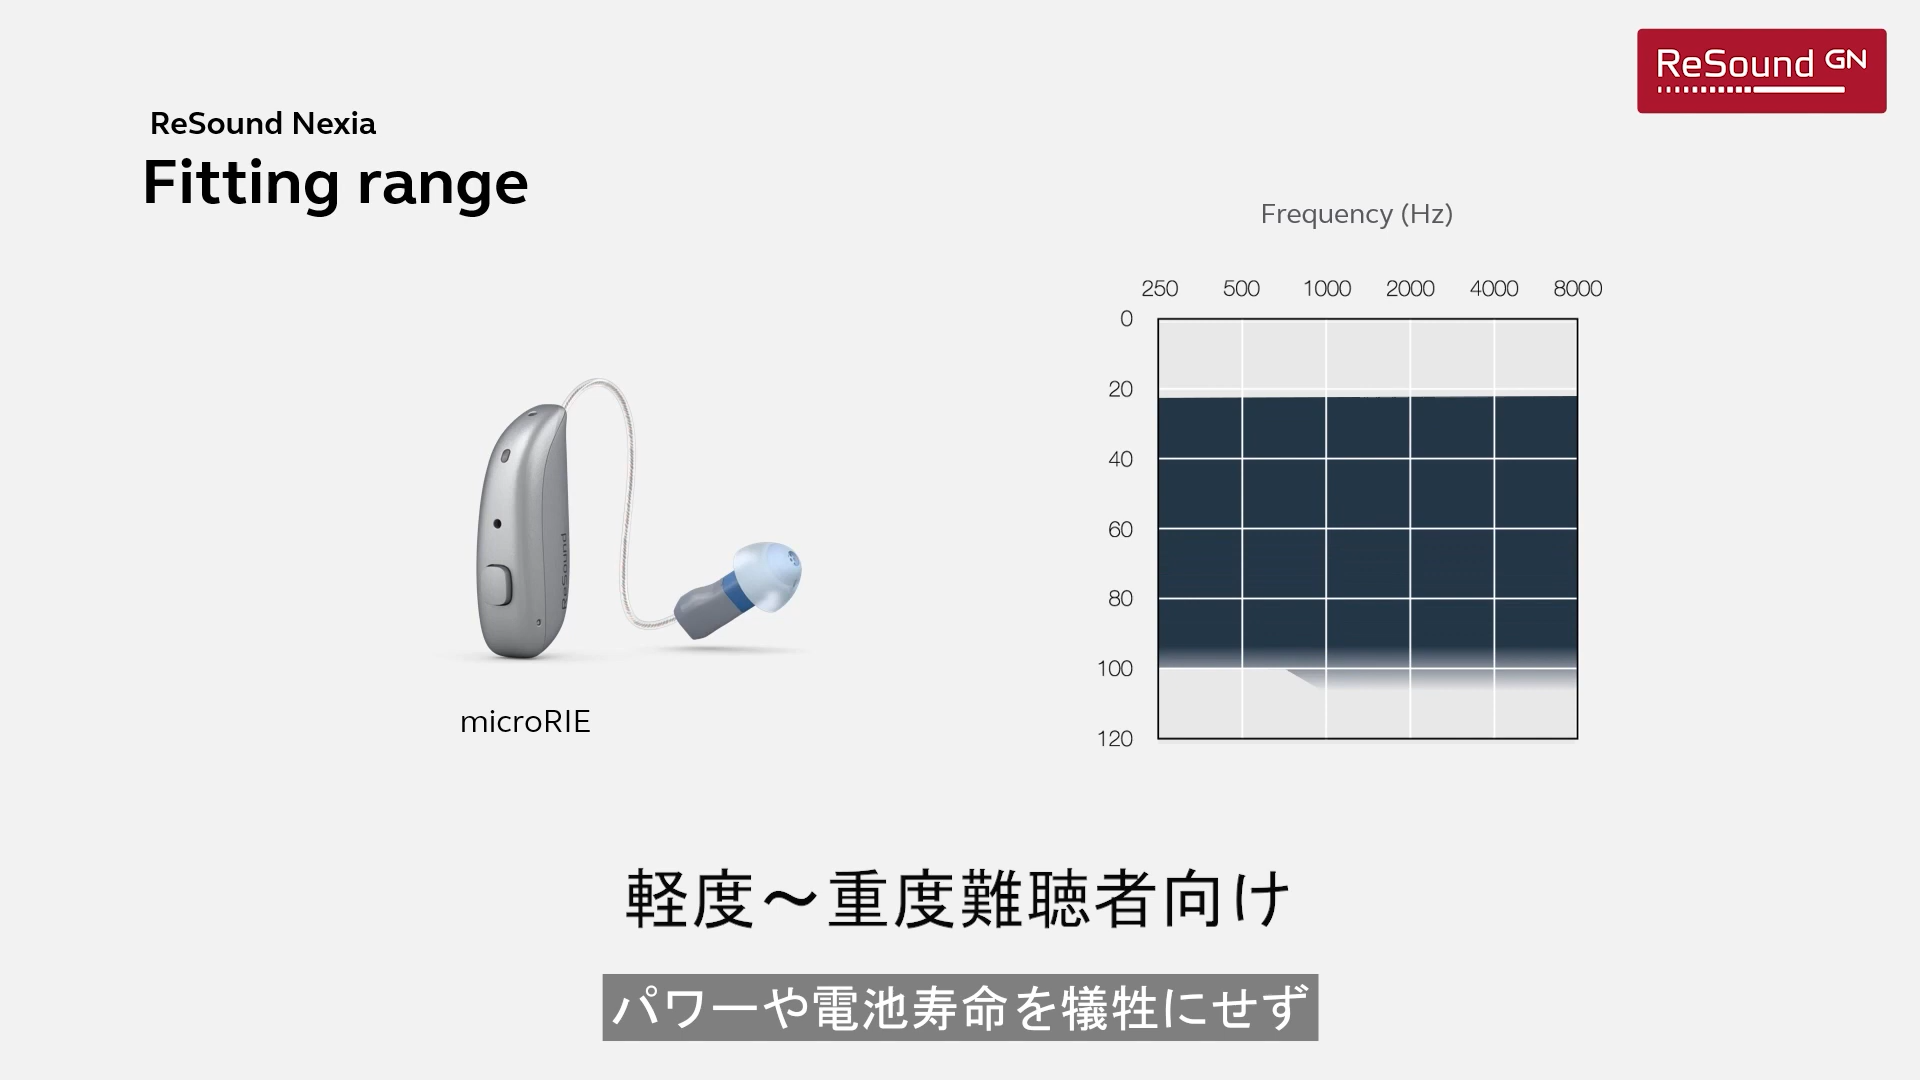 ReSound GN
ReSound Nexia
Fitting range
Frequency (Hz)
250 500 1000 2000 4000 8000
0
20
40
60
80
100
120
ReSound
microRIE
軽度～重度難聴者向け
パワーや電池寿命を犠牲にせず